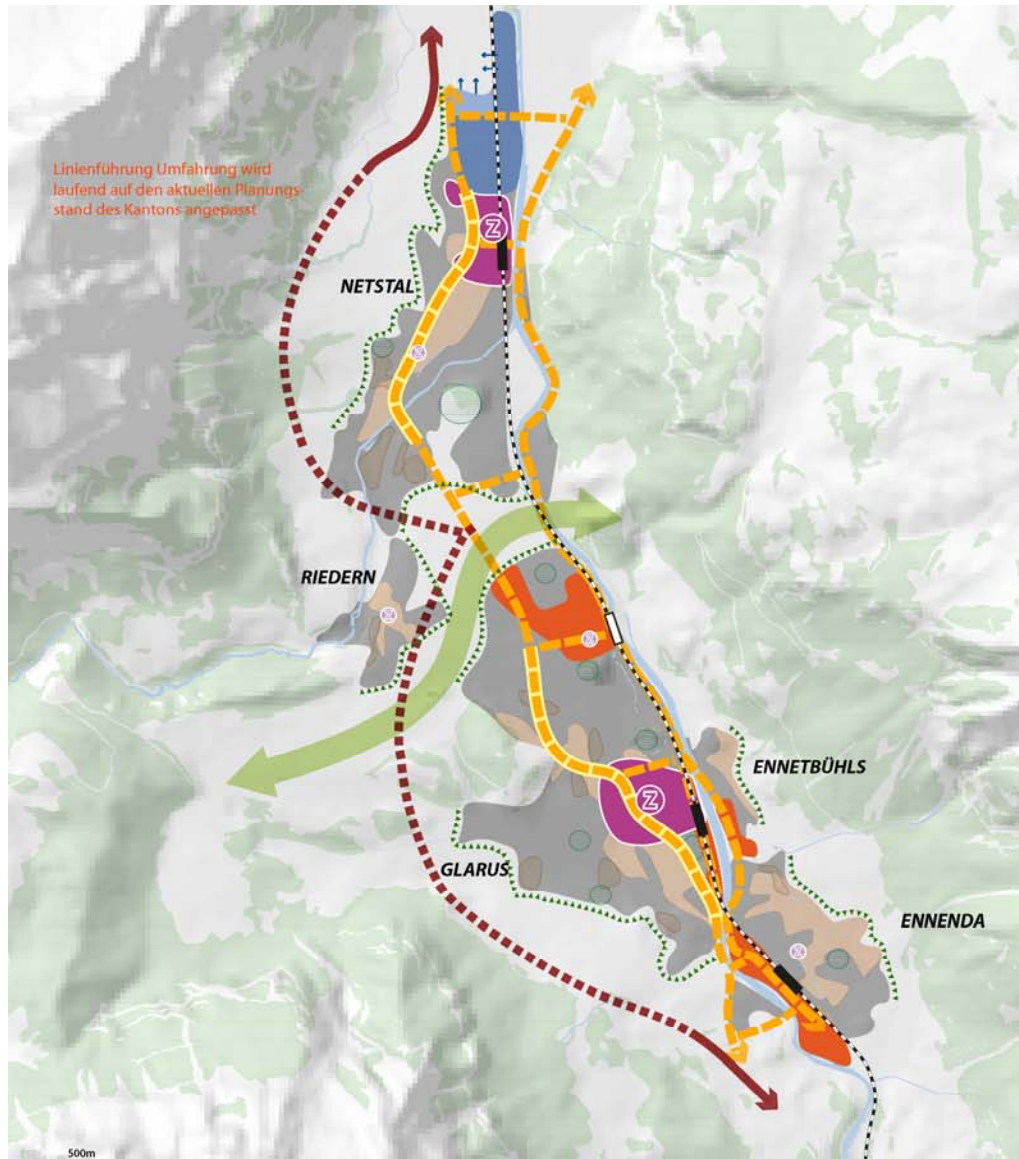 Linienführung Umfahrung wird
laufend auf den aktuellen Planungs-
stand des Kantons angepasst
Z
NETSTAL
RIEDERN
Z
ENNETBÜHLS
Z
GLARUS
ENNENDA
500m